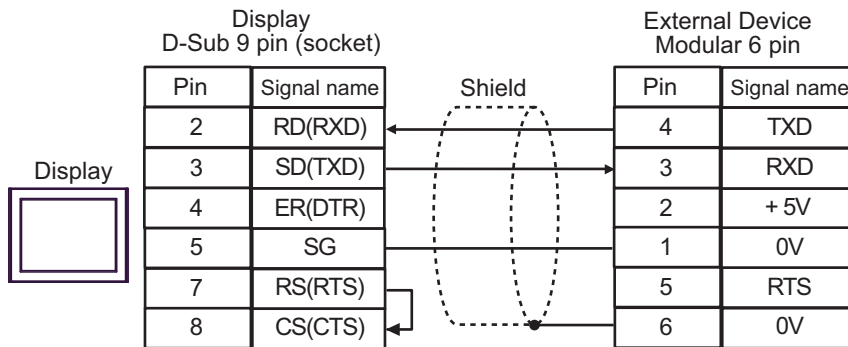 Display
D-Sub 9 pin (socket)
External Device
Modular 6 pin
Pin Signal name Shield Pin Signal name
2 RD(RXD) 4 TXD
Display 3 SD(TXD) 3 RXD
4 ER(DTR) 2 +5V
5 SG 1 0V
7 RS(RTS) 5 RTS
8 CS(CTS) 6 0V